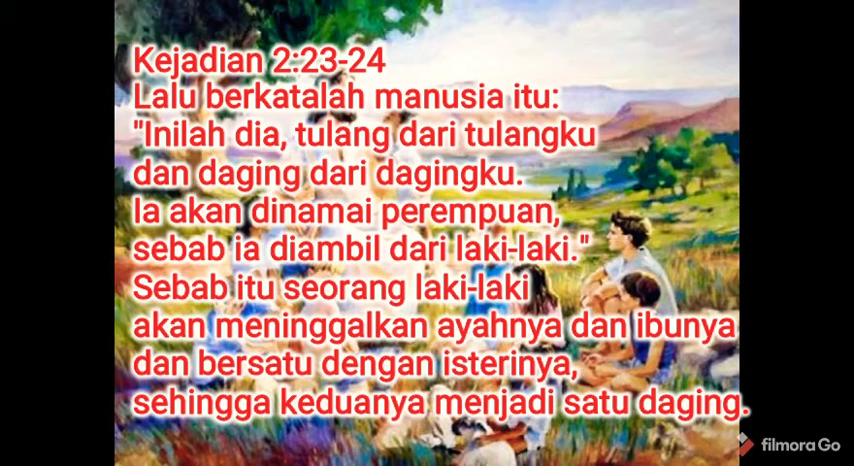 Kejadian 2:23-24
Lalu berkatalah manusia itu:
"Inilah dia, tulang dari tulangku
dan daging dari dagingku.
Ia akan dinamai perempuan,
sebab ia diambil dari laki-laki."
Sebab itu seorang laki-laki
akan meninggalkan ayahnya dan ibunya
dan bersatu dengan isterinya,
sehingga keduanya menjadi satu daging.
filmora Go